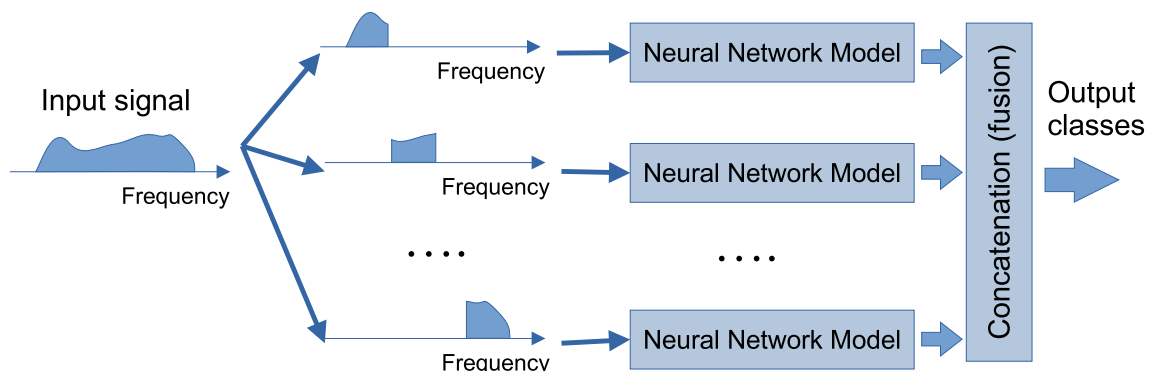 Input signal
Frequency
Frequency
Neural Network Model
Frequency
Neural Network Model
. . . .
. . . .
Frequency
Neural Network Model
Concatenation (fusion)
Output
classes